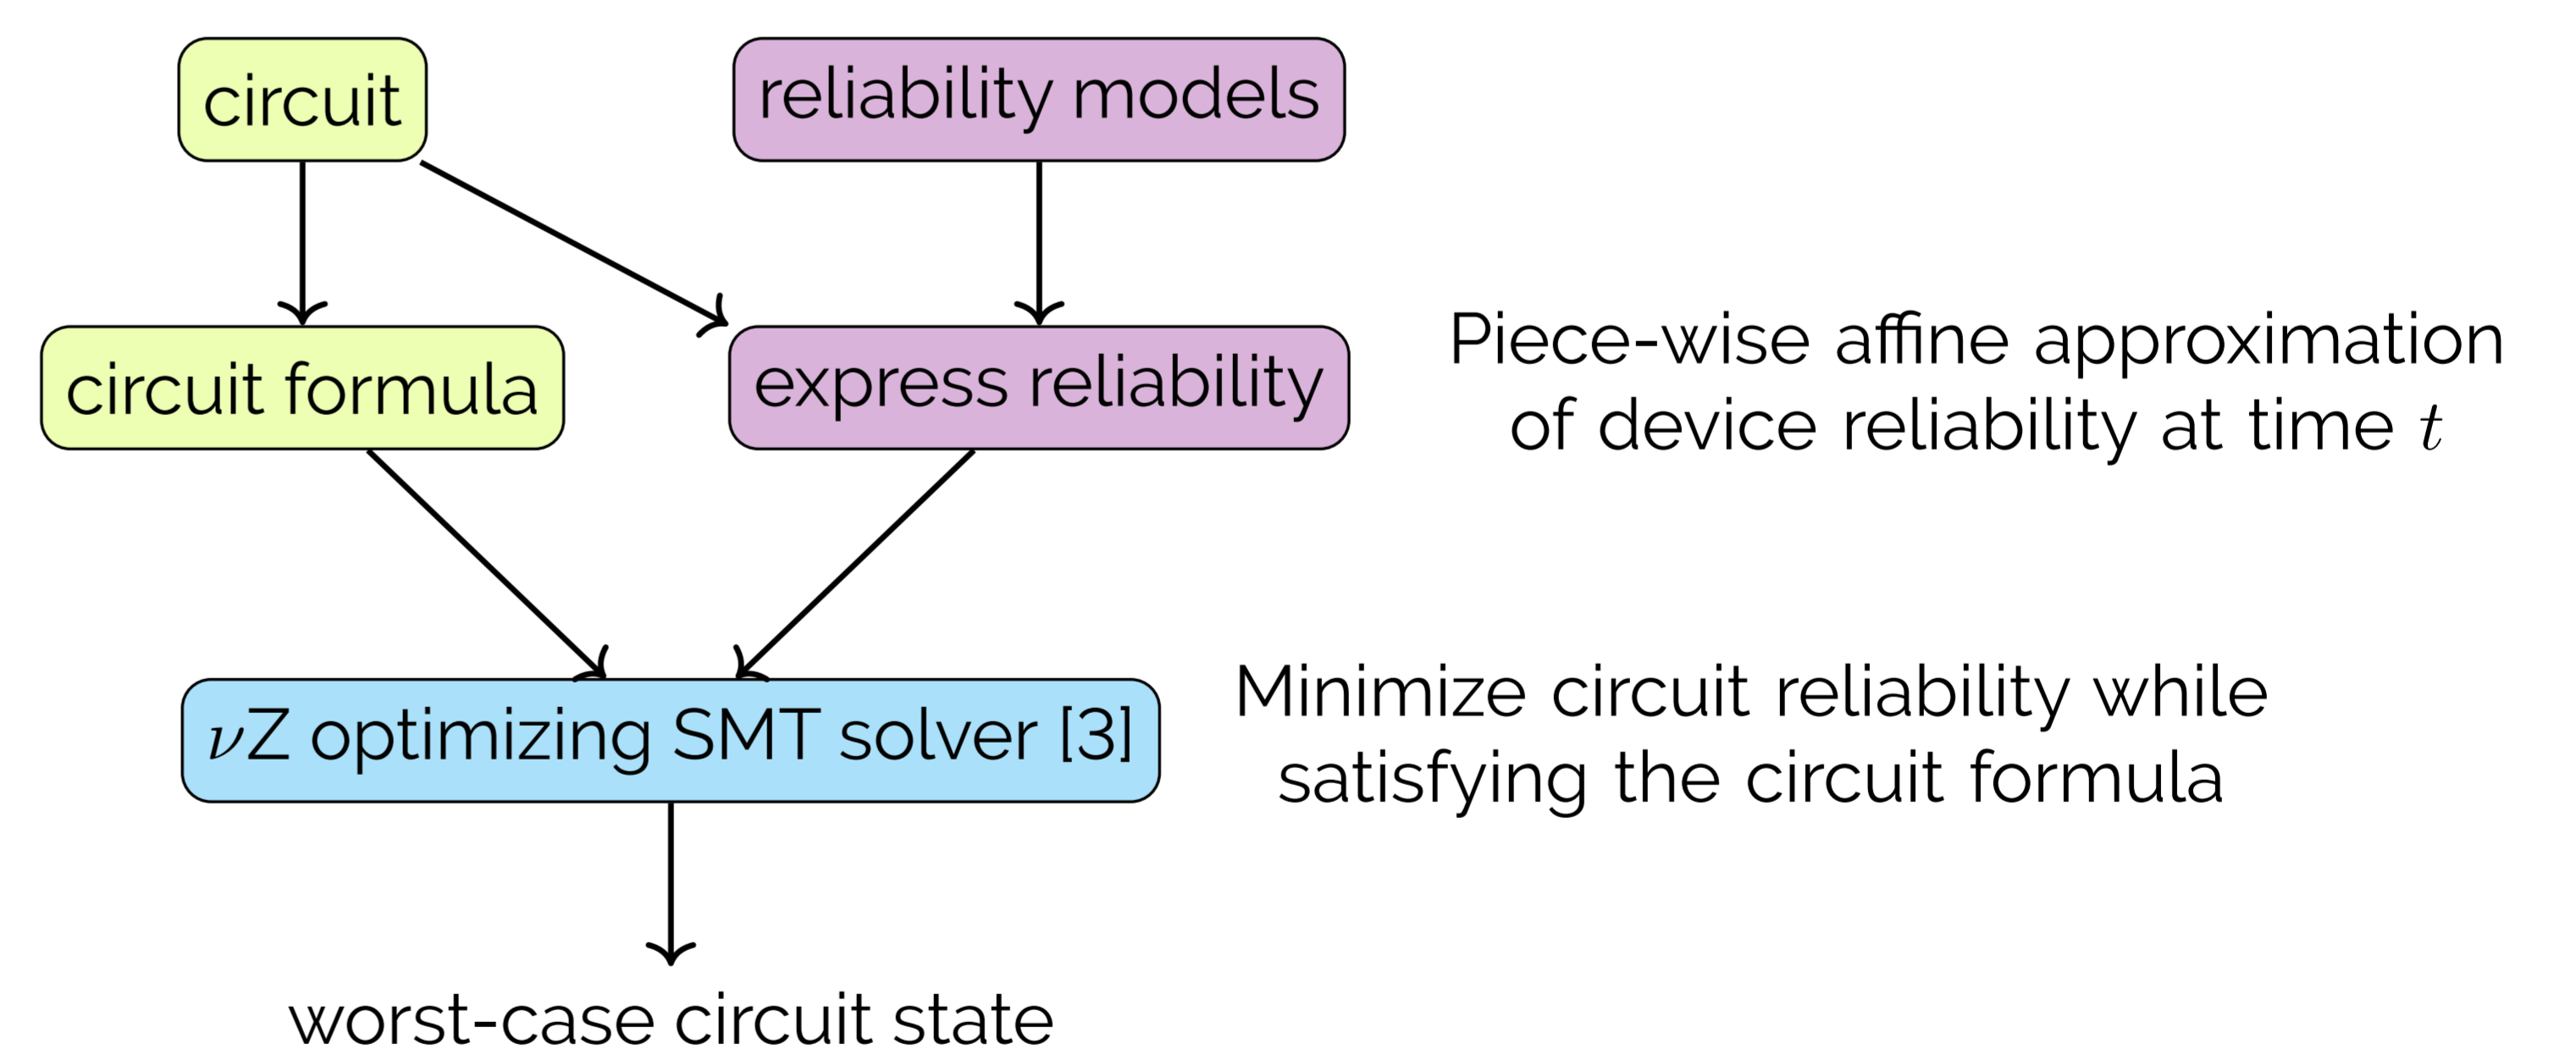 circuit
reliability models
circuit formula
express reliability
Piece-wise affine approximation
of device reliability at time t
νZ optimizing SMT solver [3]
Minimize circuit reliability while
satisfying the circuit formula
worst-case circuit state